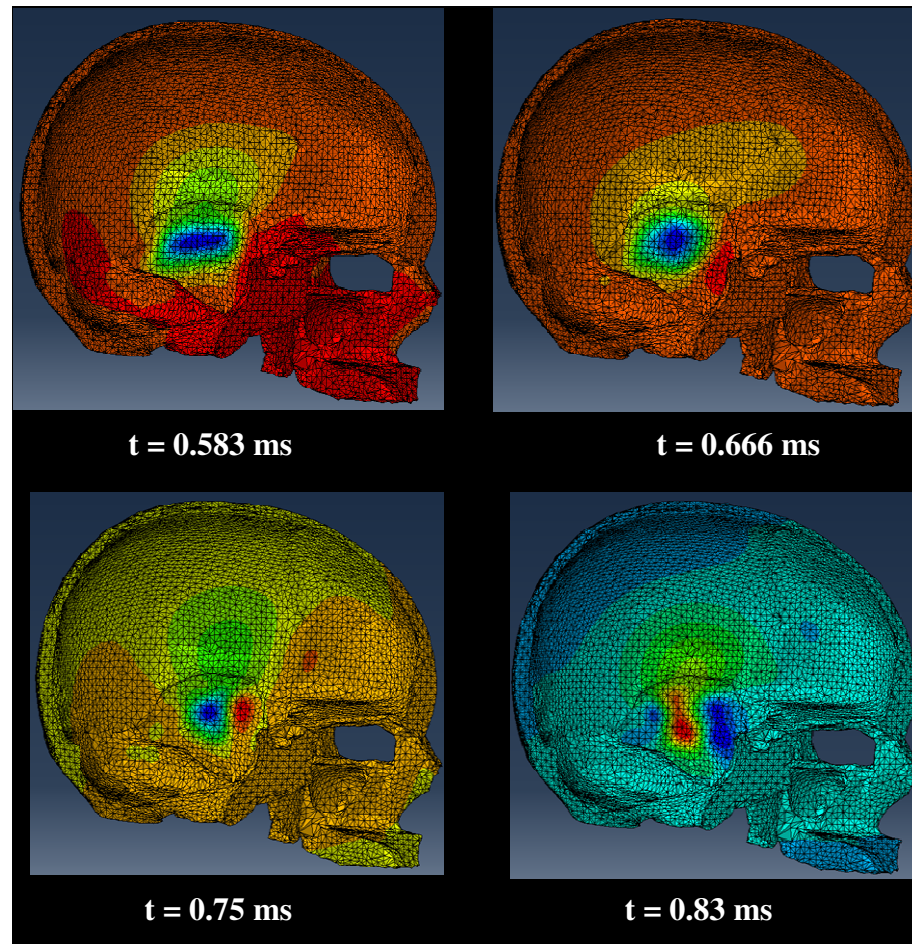 t = 0.583 ms
t = 0.666 ms
t = 0.75 ms
t = 0.83 ms